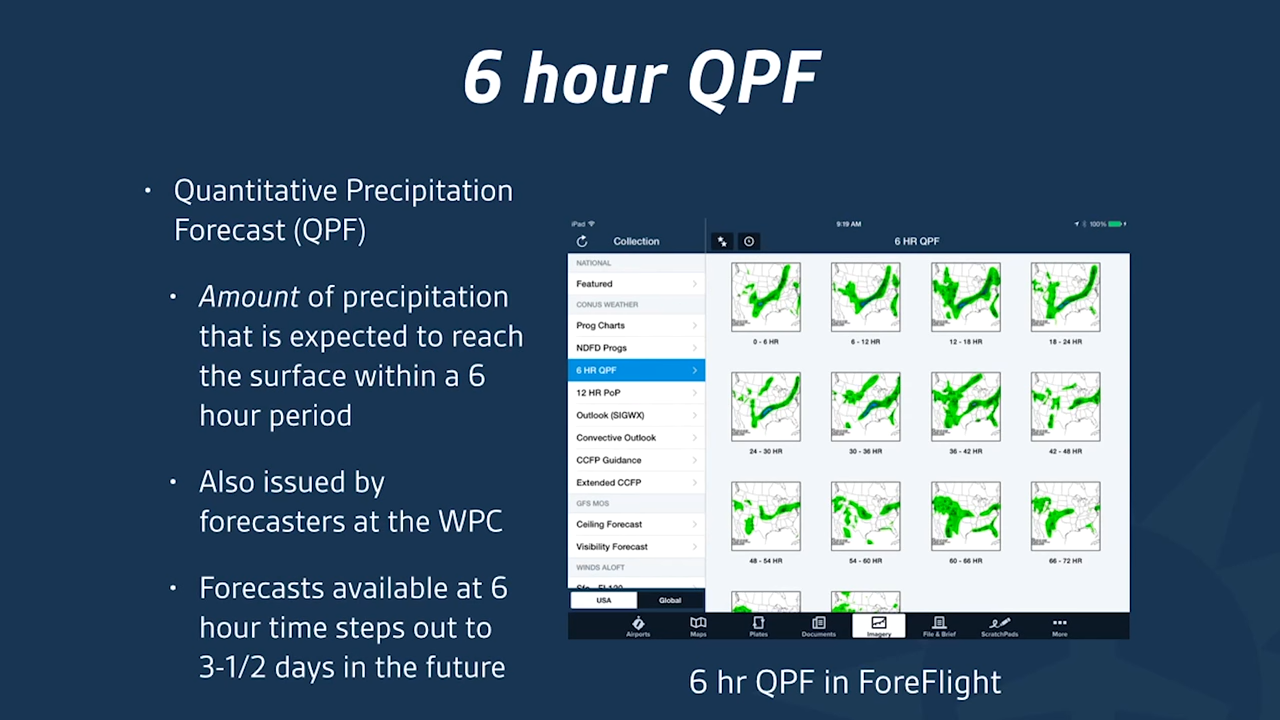 6 hour QPF
• Quantitative Precipitation
Forecast (QPF)
• Amount of precipitation
that is expected to reach
the surface within a 6
hour period
• Also issued by
forecasters at the WPC
• Forecasts available at 6
hour time steps out to
3-1/2 days in the future
iPad
9:19 AM
100%
Collection
6 HR QPF
NATIONAL
Featured
CONUS WEATHER
Prog Charts
NDFD Progs
6 HR QPF
12 HR PoP
Outlook (SIGWX)
Convective Outlook
CCFP Guidance
Extended CCFP
GFS MOS
Ceiling Forecast
Visibility Forecast
WINDS ALOFT
USA
Global
0 - 6 HR
6 - 12 HR
12 - 18 HR
18 - 24 HR
24 - 30 HR
30 - 36 HR
36 - 42 HR
42 - 48 HR
48 - 54 HR
54 - 60 HR
60 - 66 HR
66 - 72 HR
Airports
Maps
Plates
Documents
Imagery
File & Brief
ScratchPads
More
6 hr QPF in ForeFlight